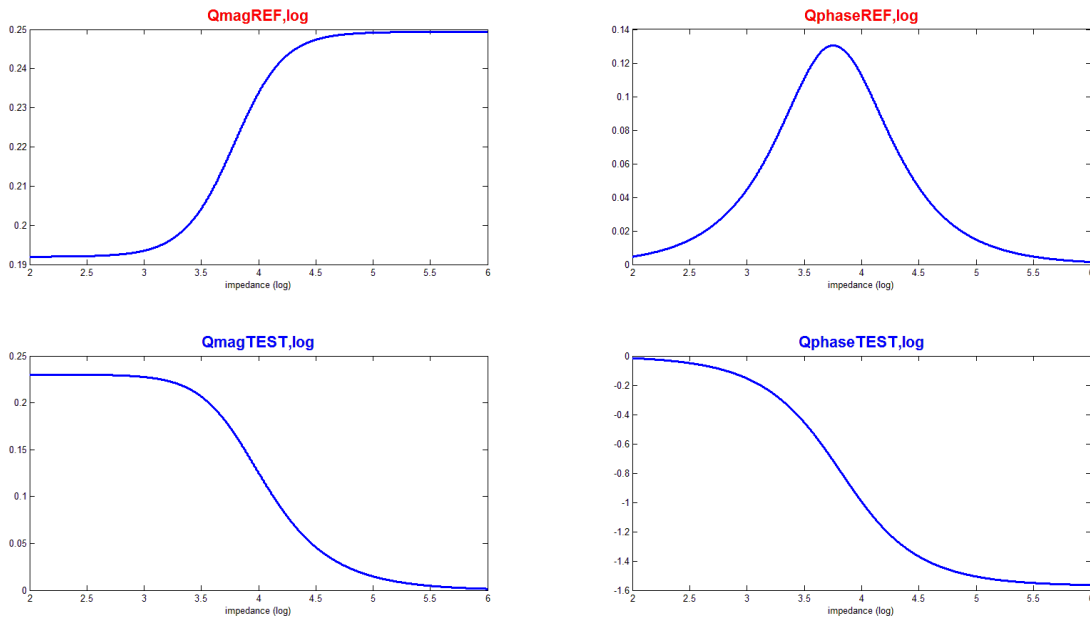 QmagREF,log
0.25
0.24
0.23
0.22
0.21
0.2
0.19
2 2.5 3 3.5 4 4.5 5 5.5 6
impedance (log)
QphaseREF,log
0.14
0.12
0.1
0.08
0.06
0.04
0.02
0
2 2.5 3 3.5 4 4.5 5 5.5 6
impedance (log)
QmagTEST,log
0.25
0.2
0.15
0.1
0.05
0
2 2.5 3 3.5 4 4.5 5 5.5 6
impedance (log)
QphaseTEST,log
0
-0.2
-0.4
-0.6
-0.8
-1
-1.2
-1.4
-1.6
2 2.5 3 3.5 4 4.5 5 5.5 6
impedance (log)